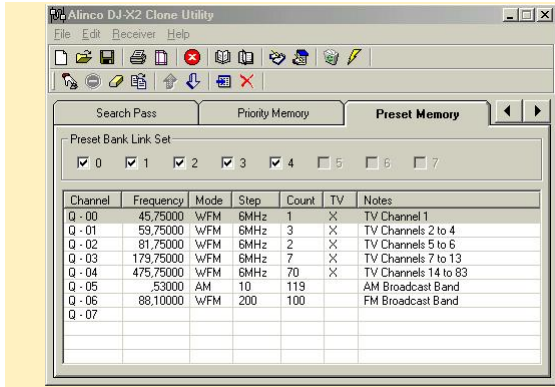 Alinco DJ-X2 Clone Utility
File Edit Receiver Help
Search Pass Priority Memory Preset Memory
Preset Bank Link Set
0 1 2 3 4 5 6 7
Channel Frequency Mode Step Count TV Notes
Q - 00 45,75000 WFM 6MHz 1 X TV Channel 1
Q - 01 59,75000 WFM 6MHz 3 X TV Channels 2 to 4
Q - 02 81,75000 WFM 6MHz 2 X TV Channels 5 to 6
Q - 03 179,75000 WFM 6MHz 7 X TV Channels 7 to 13
Q - 04 475,75000 WFM 6MHz 70 X TV Channels 14 to 83
Q - 05 ,53000 AM 10 119 AM Broadcast Band
Q - 06 88,10000 WFM 200 100 FM Broadcast Band
Q - 07